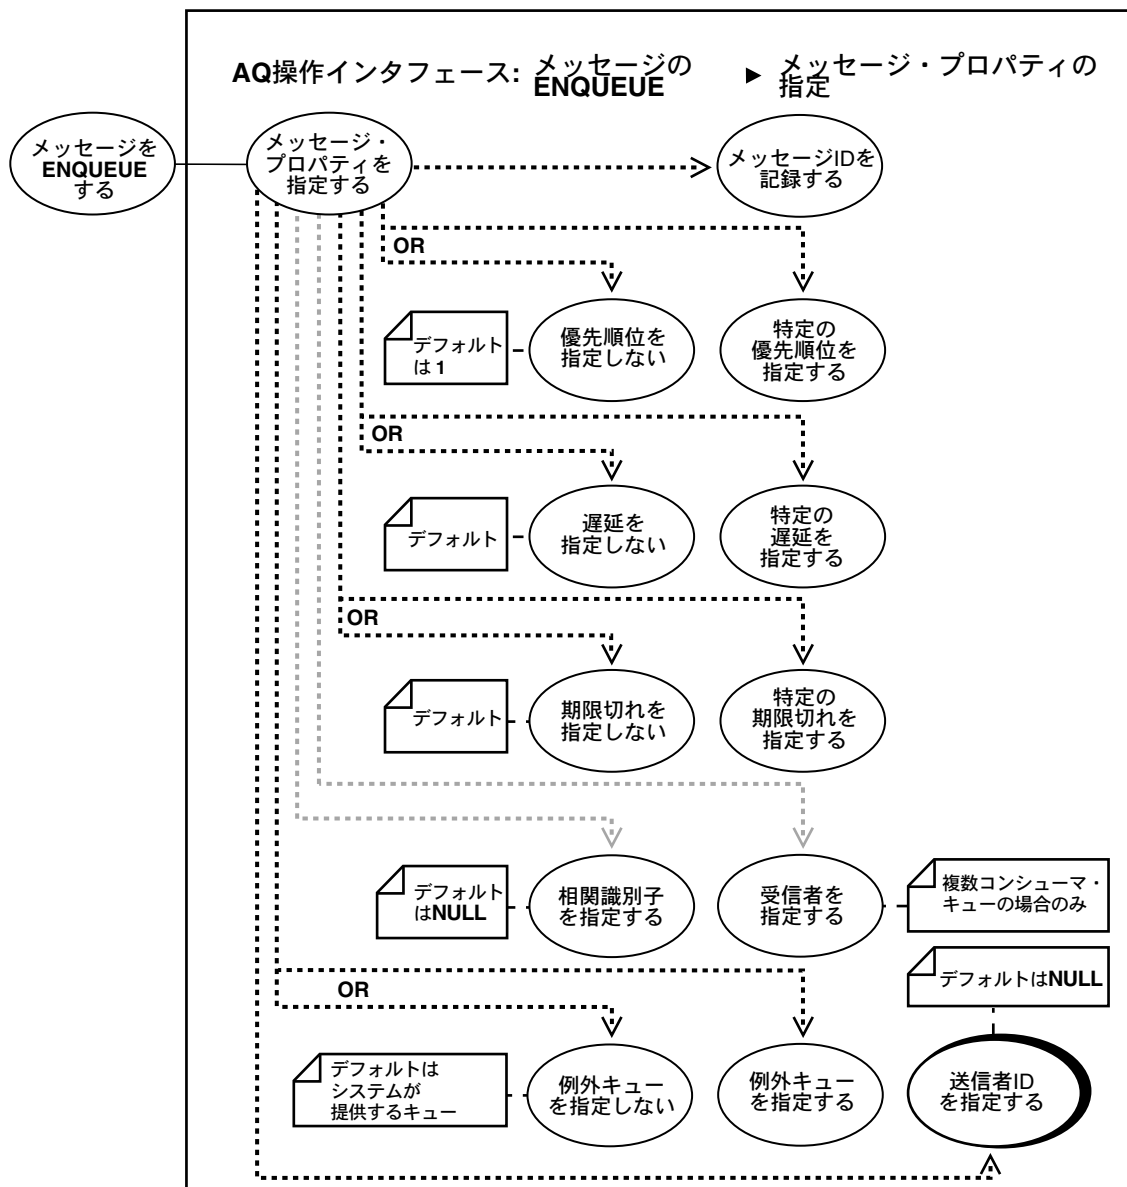 AQ操作インタフェース: メッセージの
ENQUEUE
メッセージ・プロパティの
指定
メッセージを
ENQUEUE
する
メッセージ・
プロパティを
指定する
メッセージIDを
記録する
OR
デフォルト
は 1
優先順位を
指定しない
特定の
優先順位を
指定する
OR
デフォルト
遅延を
指定しない
特定の
遅延を
指定する
OR
デフォルト
期限切れを
指定しない
特定の
期限切れを
指定する
デフォルト
はNULL
相関識別子
を指定する
受信者を
指定する
複数コンシューマ・
キューの場合のみ
OR
デフォルトはNULL
デフォルトは
システムが
提供するキュー
例外キュー
を指定しない
例外キュー
を指定する
送信者ID
を指定する